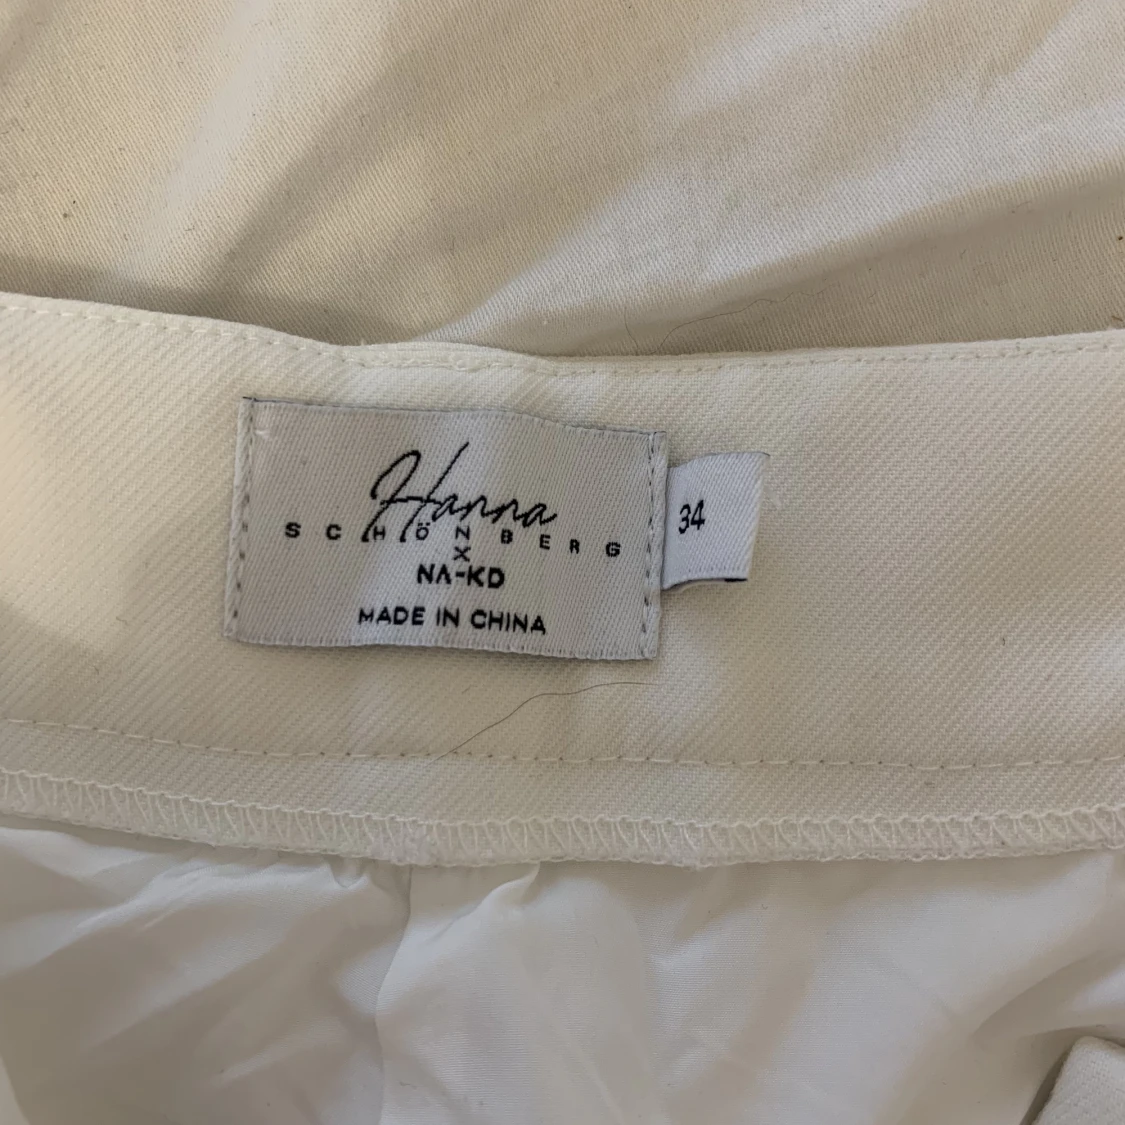 Hanna
SCHÖNBERG
X
NA-KD
MADE IN CHINA
34